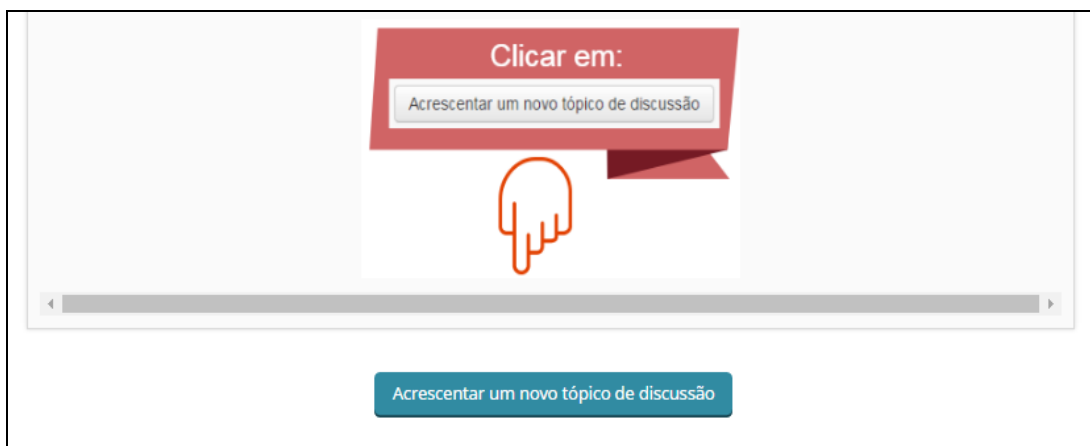 Clicar em:
Acrescentar um novo tópico de discussão
Acrescentar um novo tópico de discussão